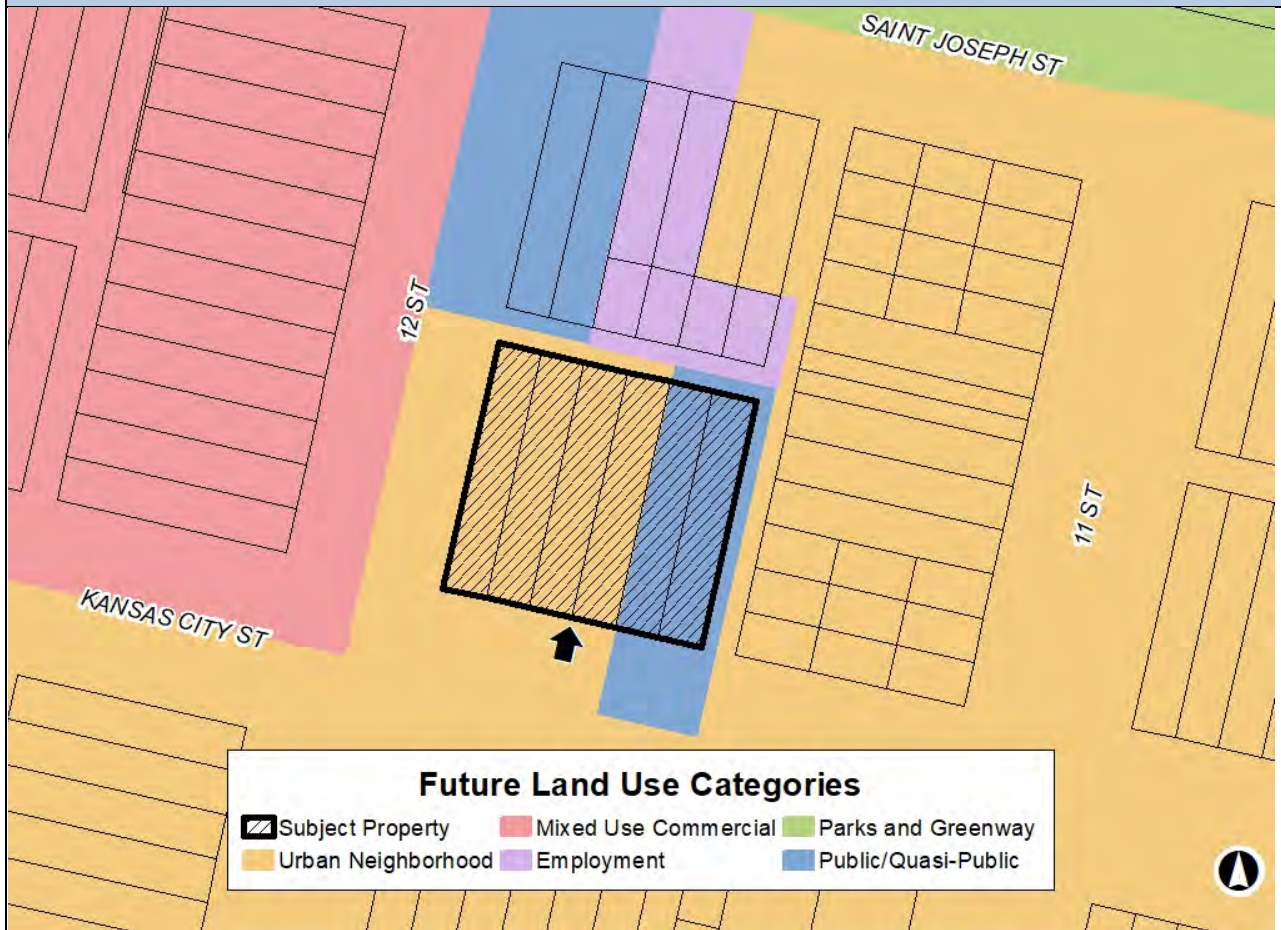 SAINT JOSEPH ST
12 ST
11 ST
KANSAS CITY ST
Future Land Use Categories
Subject Property
Mixed Use Commercial
Parks and Greenway
Urban Neighborhood
Employment
Public/Quasi-Public